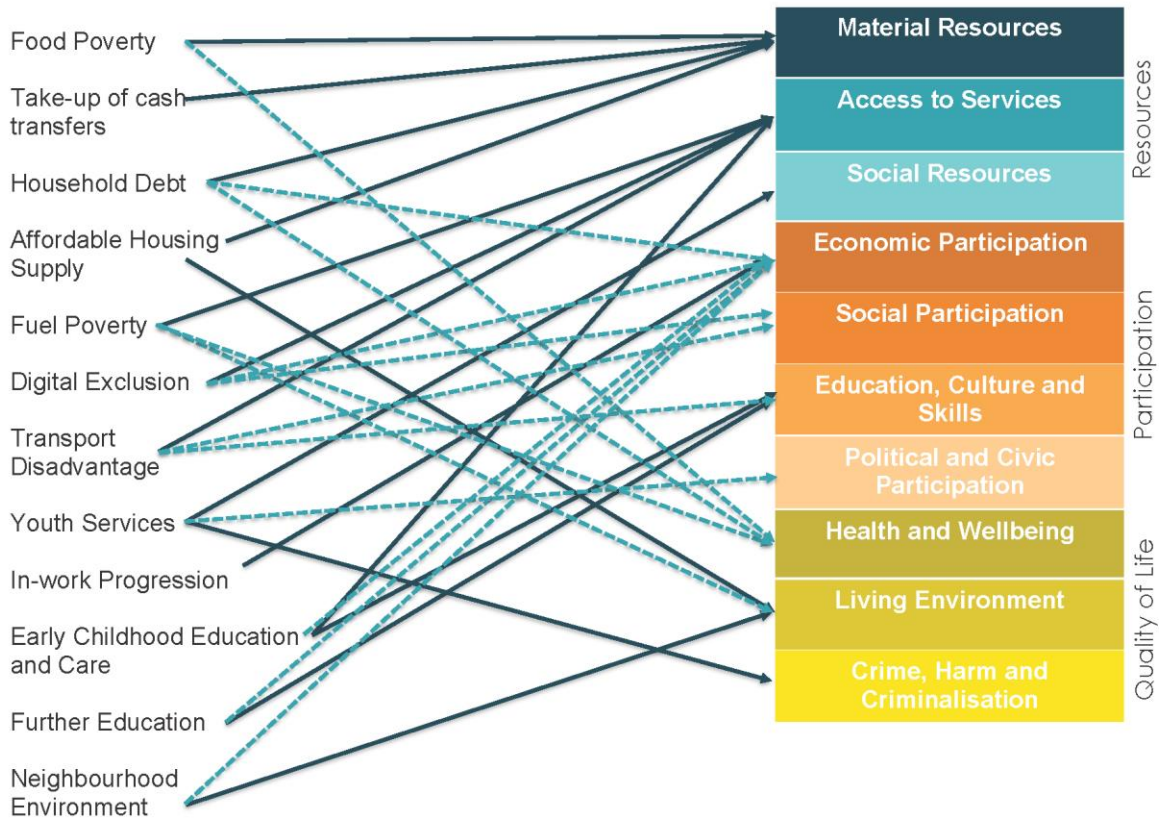 Food Poverty
Take-up of cash
transfers
Household Debt
Affordable Housing
Supply
Fuel Poverty
Digital Exclusion
Transport
Disadvantage
Youth Services
In-work Progression
Early Childhood Education
and Care
Further Education
Neighbourhood
Environment
Material Resources
Access to Services
Social Resources
Economic Participation
Social Participation
Education, Culture and
Skills
Political and Civic
Participation
Health and Wellbeing
Living Environment
Crime, Harm and
Criminalisation
Resources
Participation
Quality of Life